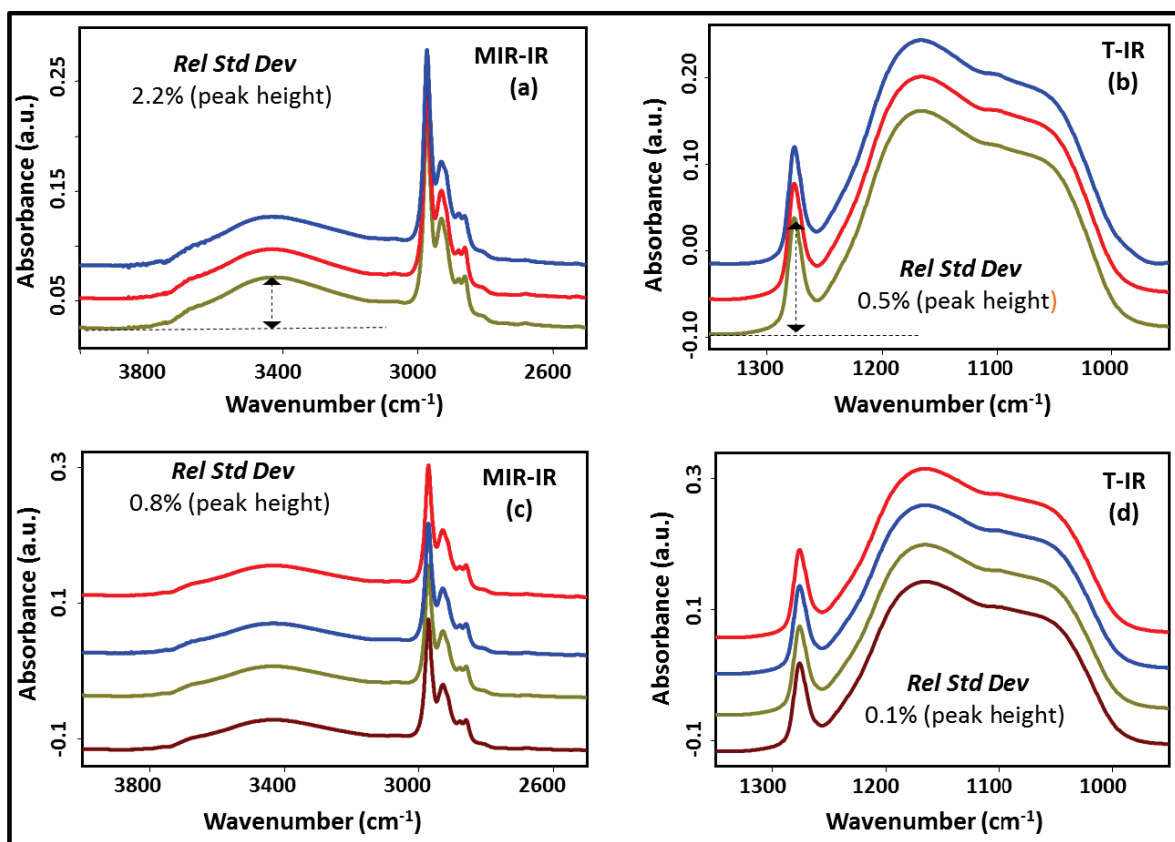 Rel Std Dev
2.2% (peak height)
MIR-IR
(a)
Absorbance (a.u.)
0.25
0.15
0.05
3800
3400
3000
2600
Wavenumber (cm⁻¹)
T-IR
(b)
Rel Std Dev
0.5% (peak height)
Absorbance (a.u.)
0.20
0.10
0.00
-0.10
1300
1200
1100
1000
Wavenumber (cm⁻¹)
Rel Std Dev
0.8% (peak height)
MIR-IR
(c)
Absorbance (a.u.)
0.3
0.1
-0.1
3800
3400
3000
2600
Wavenumber (cm⁻¹)
T-IR
(d)
Rel Std Dev
0.1% (peak height)
Absorbance (a.u.)
0.3
0.1
-0.1
1300
1200
1100
1000
Wavenumber (cm⁻¹)